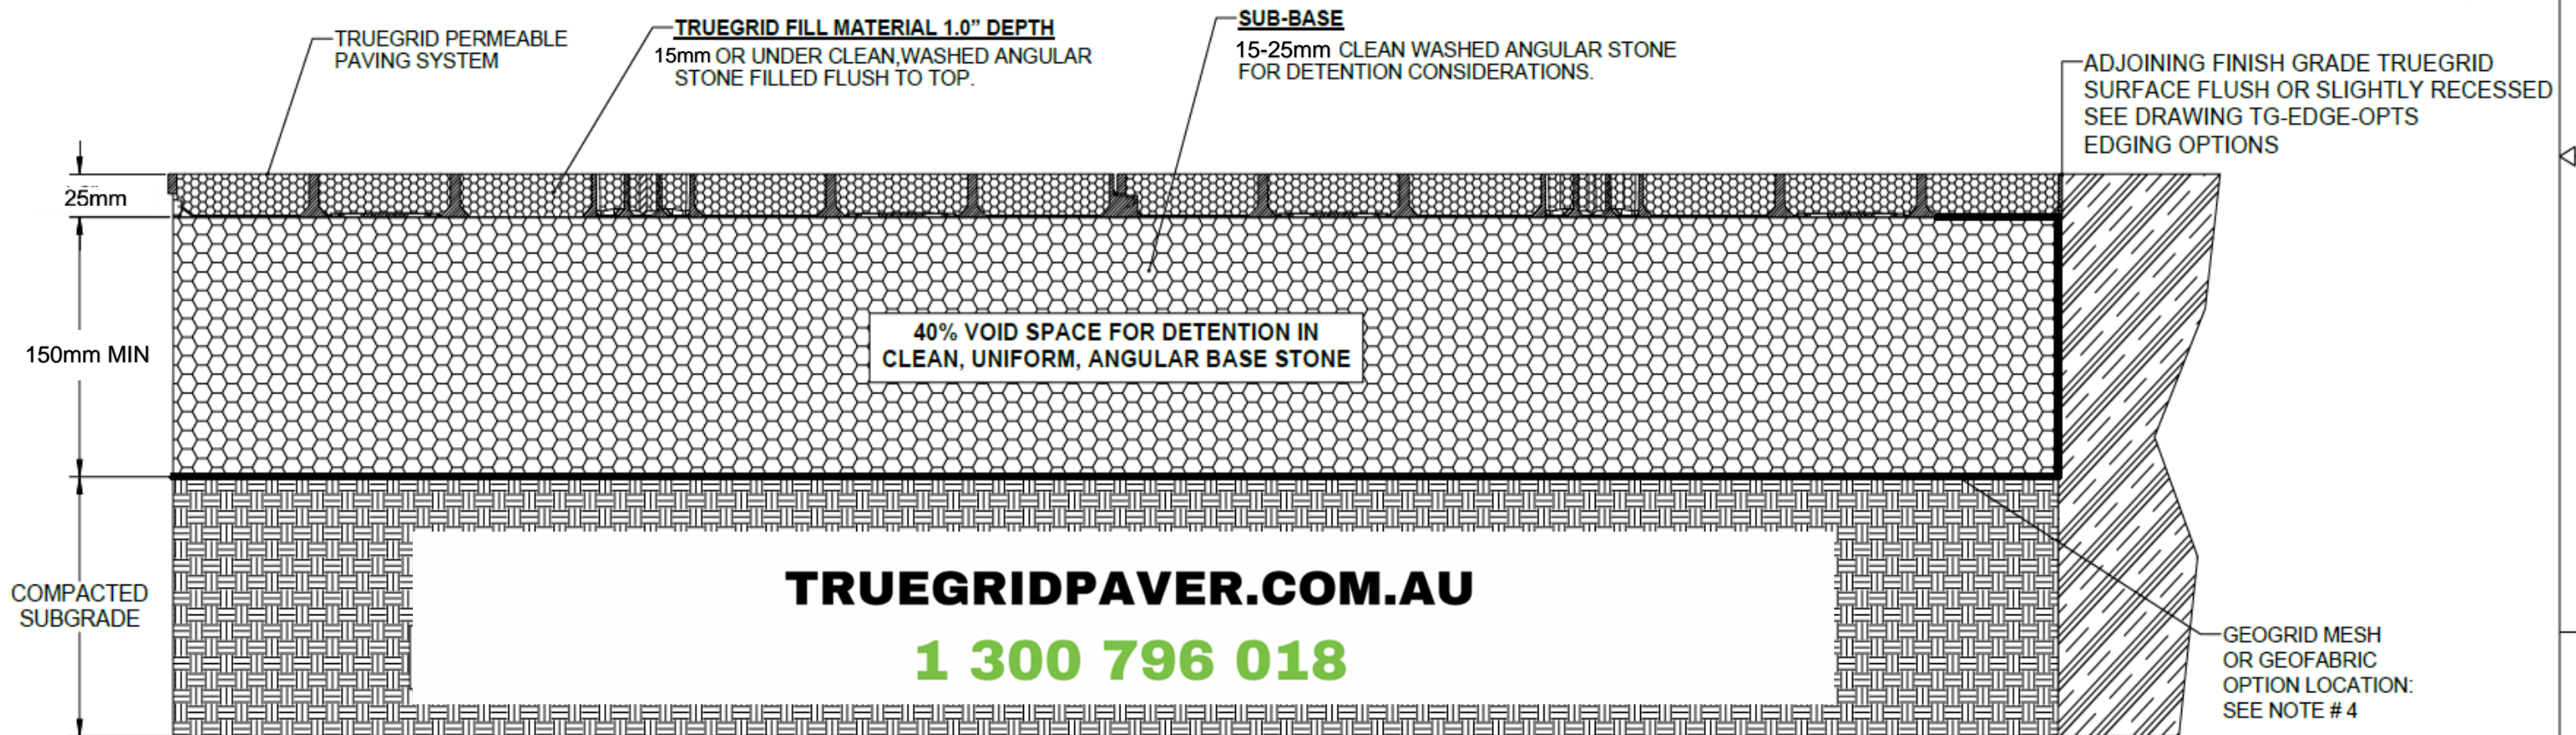 TRUEGRID PERMEABLE
PAVING SYSTEM
TRUEGRID FILL MATERIAL 1.0” DEPTH
15mm OR UNDER CLEAN,WASHED ANGULAR
STONE FILLED FLUSH TO TOP.
SUB-BASE
15-25mm CLEAN WASHED ANGULAR STONE
FOR DETENTION CONSIDERATIONS.
ADJOINING FINISH GRADE TRUEGRID
SURFACE FLUSH OR SLIGHTLY RECESSED
SEE DRAWING TG-EDGE-OPTS
EDGING OPTIONS
25mm
150mm MIN
40% VOID SPACE FOR DETENTION IN
CLEAN, UNIFORM, ANGULAR BASE STONE
COMPACTED
SUBGRADE
TRUEGRIDPAVER.COM.AU
1 300 796 018
GEOGRID MESH
OR GEOFABRIC
OPTION LOCATION:
SEE NOTE # 4